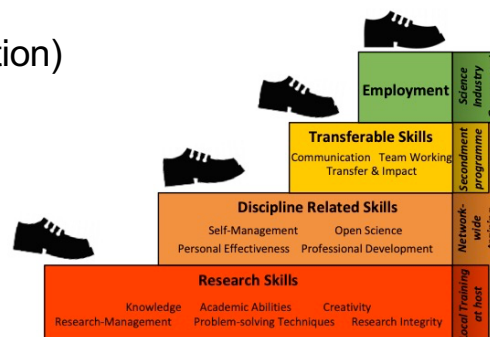 Employment
Science
Industry
Transferable Skills
Communication Team Working
Transfer & Impact
Secondment
programme
Discipline Related Skills
Self-Management Open Science
Personal Effectiveness Professional Development
Network-
wide
Research Skills
Knowledge Academic Abilities Creativity
Research-Management Problem-solving Techniques Research Integrity
Local Training
at host